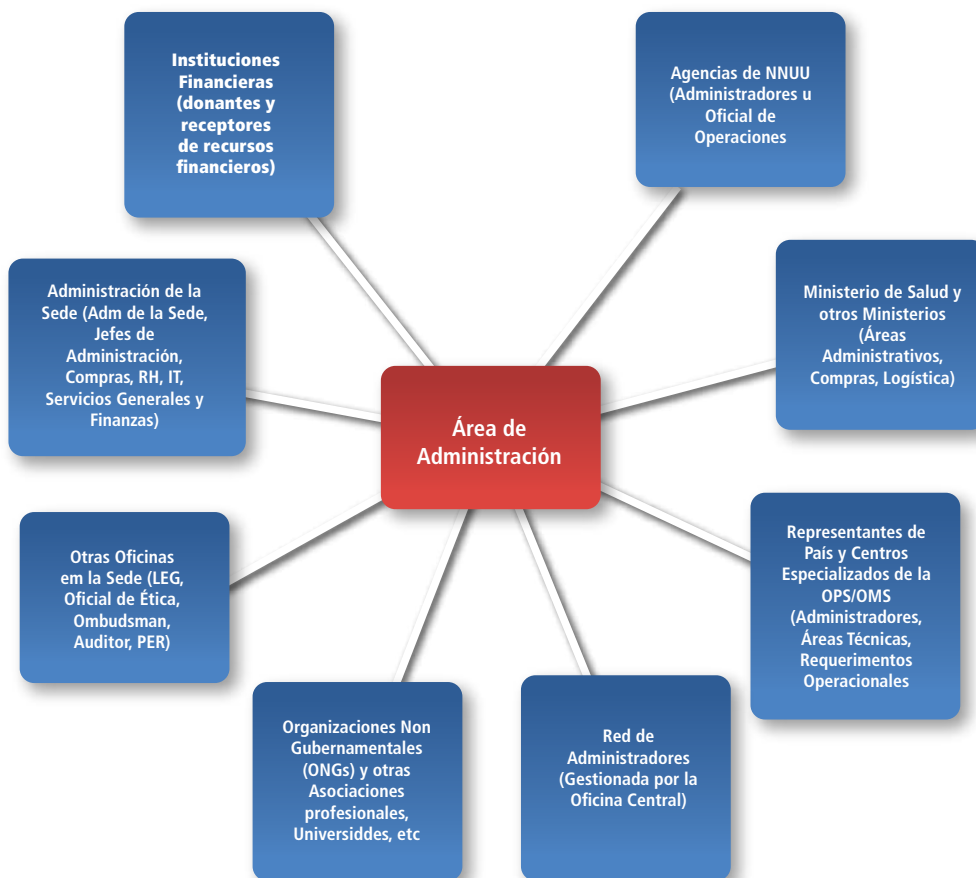 Instituciones
Financieras
(donantes y
receptores
de recursos
financieros)
Agencias de NNUU
(Administradores u
Oficial de
Operaciones
Administración de la
Sede (Adm de la Sede,
Jefes de
Administración,
Compras, RH, IT,
Servicios Generales y
Finanzas)
Ministerio de Salud y
otros Ministerios
(Áreas
Administrativos,
Compras, Logística)
Área de
Administración
Otras Oficinas
em la Sede (LEG,
Oficial de Ética,
Ombudsman,
Auditor, PER)
Representantes de
País y Centros
Especializados de la
OPS/OMS
(Administradores,
Áreas Técnicas,
Requerimentos
Operacionales
Organizaciones Non
Gubernamentales
(ONGs) y otras
Asociaciones
profesionales,
Universiddes, etc
Red de
Administradores
(Gestionada por la
Oficina Central)